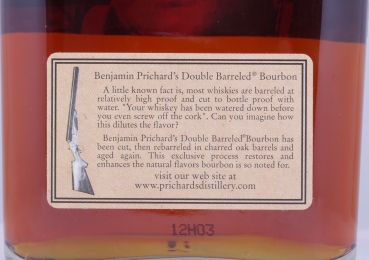 Benjamin Prichard's Double Barreled® Bourbon
A little known fact is, most whiskies are barreled at
relatively high proof and cut to bottle proof with
water. "Your whiskey has been watered down before
you even screw off the cork". Can you imagine how
this dilutes the flavor?
Benjamin Prichard's Double Barreled® Bourbon has
been cut, then rebarreled in charred oak barrels and
aged again. This exclusive process restores and
enhances the natural flavors bourbon is so noted for.
visit our web site at
www.prichardsdistillery.com
12H03